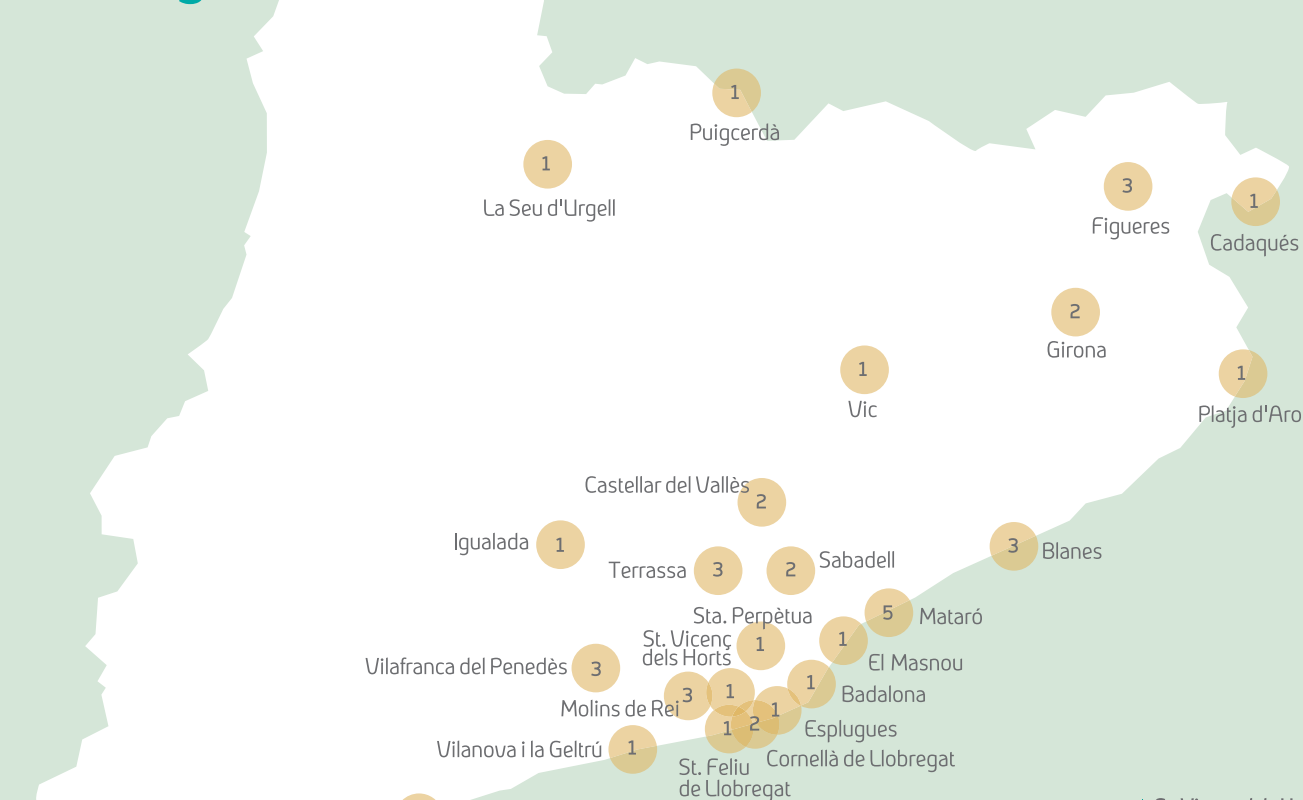 1
Puigcerdà
1
La Seu d'Urgell
3
Figueres
1
Cadaqués
2
Girona
1
Vic
1
Platja d'Aro
Castellar del Vallès
2
Igualada
1
Terrassa
3
2
Sabadell
3
Blanes
5
Mataró
Sta. Perpètua
1
St. Vicenç
dels Horts
1
El Masnou
Vilafranca del Penedès
3
3
Molins de Rei
1
1
Badalona
1
Esplugues
2
Cornellà de Llobregat
1
St. Feliu
de Llobregat
Vilanova i la Geltrú
1